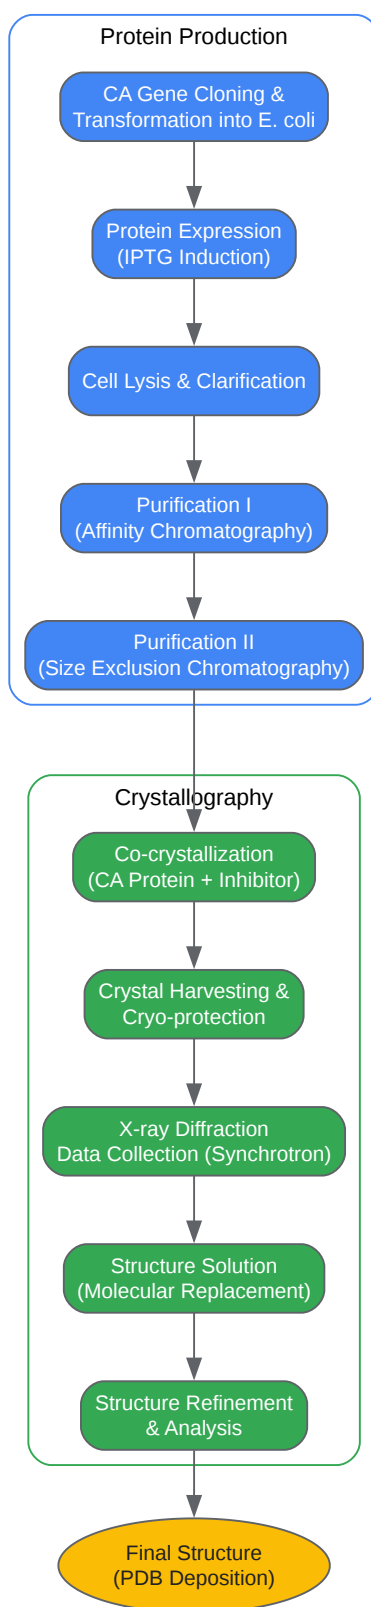 Protein Production
CA Gene Cloning &
Transformation into E. coli
Protein Expression
(IPTG Induction)
Cell Lysis & Clarification
Purification I
(Affinity Chromatography)
Purification II
(Size Exclusion Chromatography)
Crystallography
Co-crystallization
(CA Protein + Inhibitor)
Crystal Harvesting &
Cryo-protection
X-ray Diffraction
Data Collection (Synchrotron)
Structure Solution
(Molecular Replacement)
Structure Refinement
& Analysis
Final Structure
(PDB Deposition)